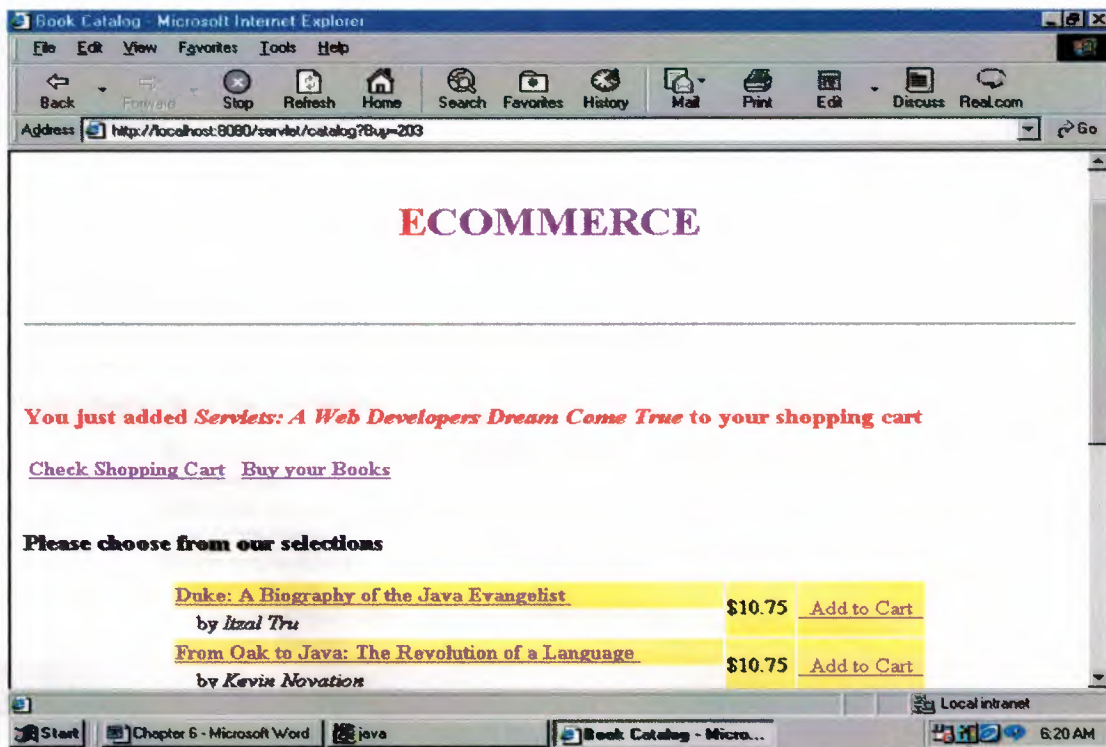 Book Catalog - Microsoft Internet Explorer
File Edit View Favorites Tools Help
Back Forward Stop Refresh Home Search Favorites History Mail Print Edit Discuss Real.com
Address http://localhost:8080/servlet/catalog?Buy=203 Go
ECOMMERCE
You just added Servlets: A Web Developers Dream Come True to your shopping cart
Check Shopping Cart Buy your Books
Please choose from our selections
Duke: A Biography of the Java Evangelist
$10.75 Add to Cart
by Itzal Tru
From Oak to Java: The Revolution of a Language
$10.75 Add to Cart
by Kevin Novation
Local intranet
Start Chapter 6 - Microsoft Word java Book Catalog - Micro... 6:20 AM